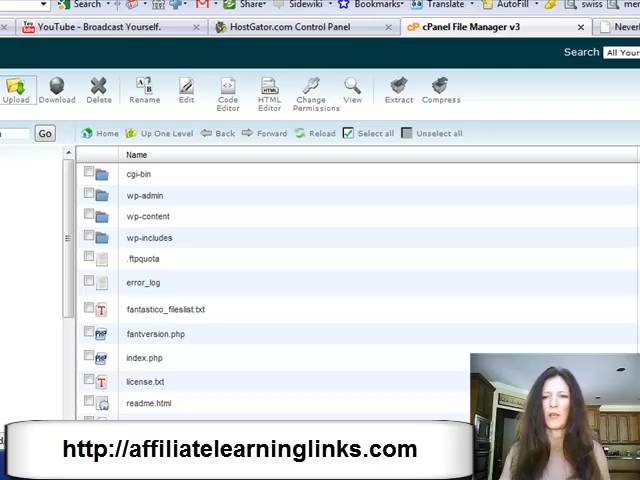 Search Share Sidewiki Bookmarks Translate AutoFill swiss
YouTube - Broadcast Yourself. HostGator.com Control Panel cPanel File Manager v3
Search All Your
Upload Download Delete Rename Edit Code Editor HTML Editor Change Permissions View Extract Compress
Go Home Up One Level Back Forward Reload Select all Unselect all
Name
cgi-bin
wp-admin
wp-content
wp-includes
.ftpquota
error_log
fantastico_fileslist.txt
fantversion.php
index.php
license.txt
readme.html
http://affiliatelearninglinks.com